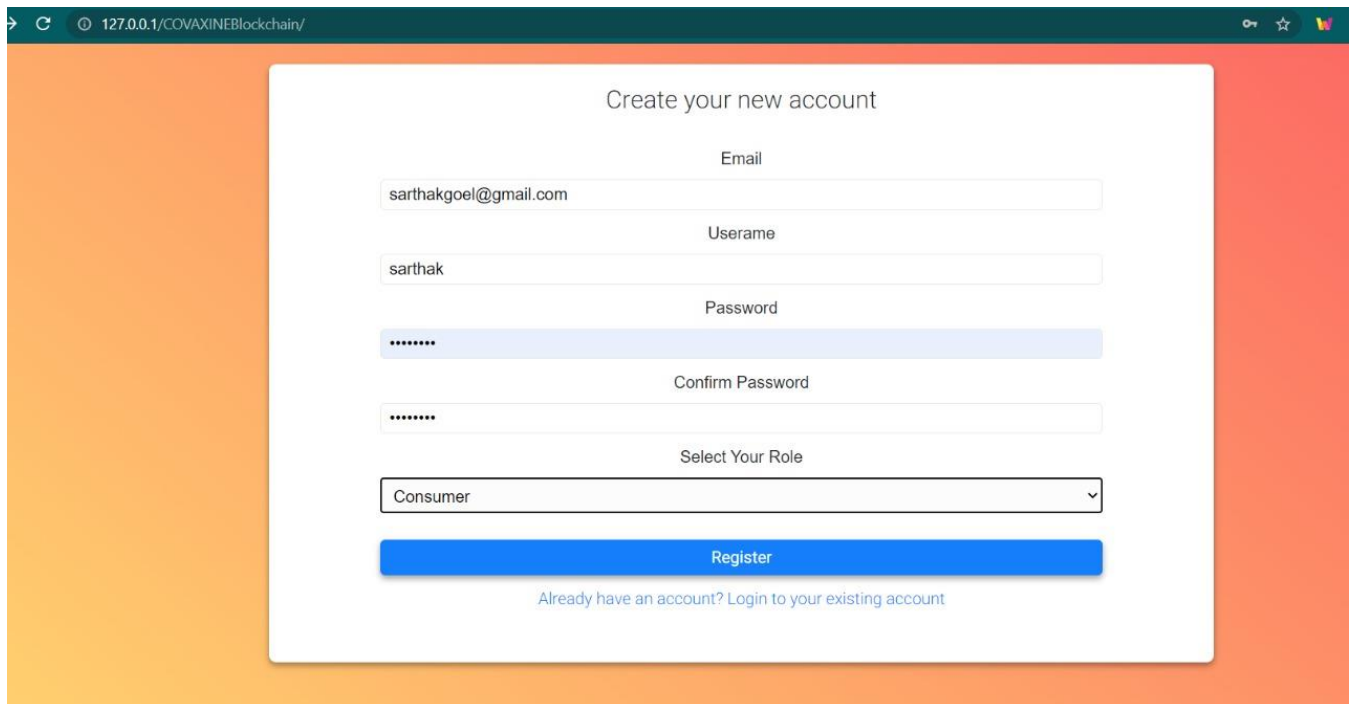 127.0.0.1/COVAXINEBlockchain/
Create your new account
Email
sarthakgoel@gmail.com
Userame
sarthak
Password
••••••••
Confirm Password
••••••••
Select Your Role
Consumer
Register
Already have an account? Login to your existing account